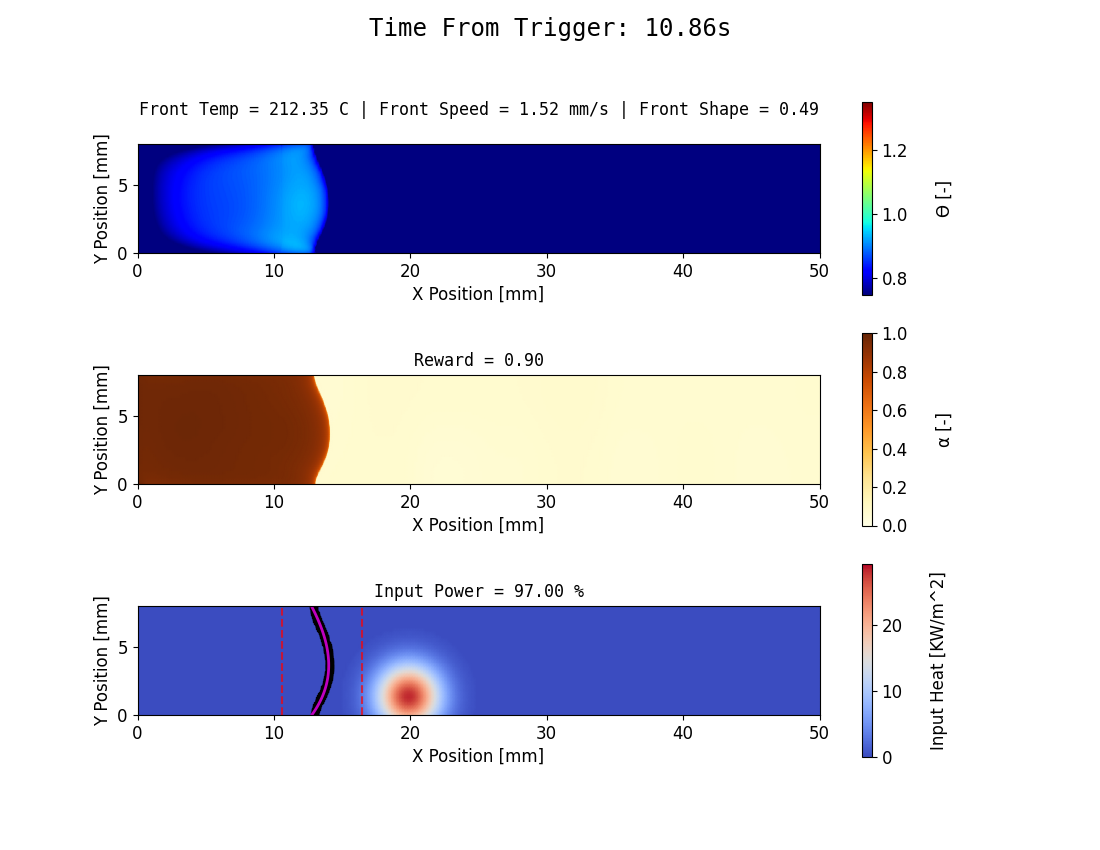 Time From Trigger: 10.86s
Front Temp = 212.35 C | Front Speed = 1.52 mm/s | Front Shape = 0.49
Y Position [mm]
5
0
0 10 20 30 40 50
X Position [mm]
1.2
1.0
0.8
Θ [-]
Reward = 0.90
Y Position [mm]
5
0
0 10 20 30 40 50
X Position [mm]
1.0
0.8
0.6
0.4
0.2
0.0
α [-]
Input Power = 97.00 %
Y Position [mm]
5
0
0 10 20 30 40 50
X Position [mm]
20
10
0
Input Heat [KW/m^2]